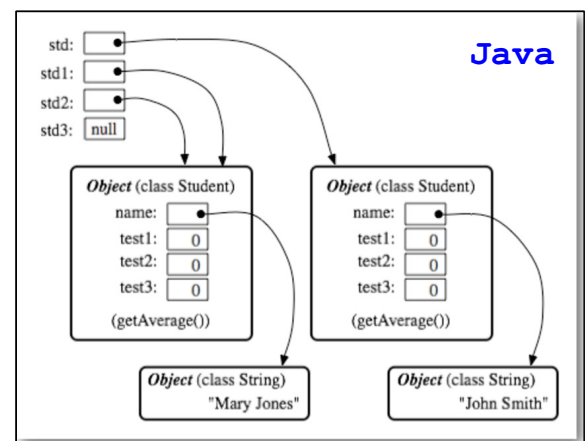 Java
std:
std1:
std2:
std3: null
Object (class Student)
name:
test1: 0
test2: 0
test3: 0
(getAverage())
Object (class Student)
name:
test1: 0
test2: 0
test3: 0
(getAverage())
Object (class String)
"Mary Jones"
Object (class String)
"John Smith"